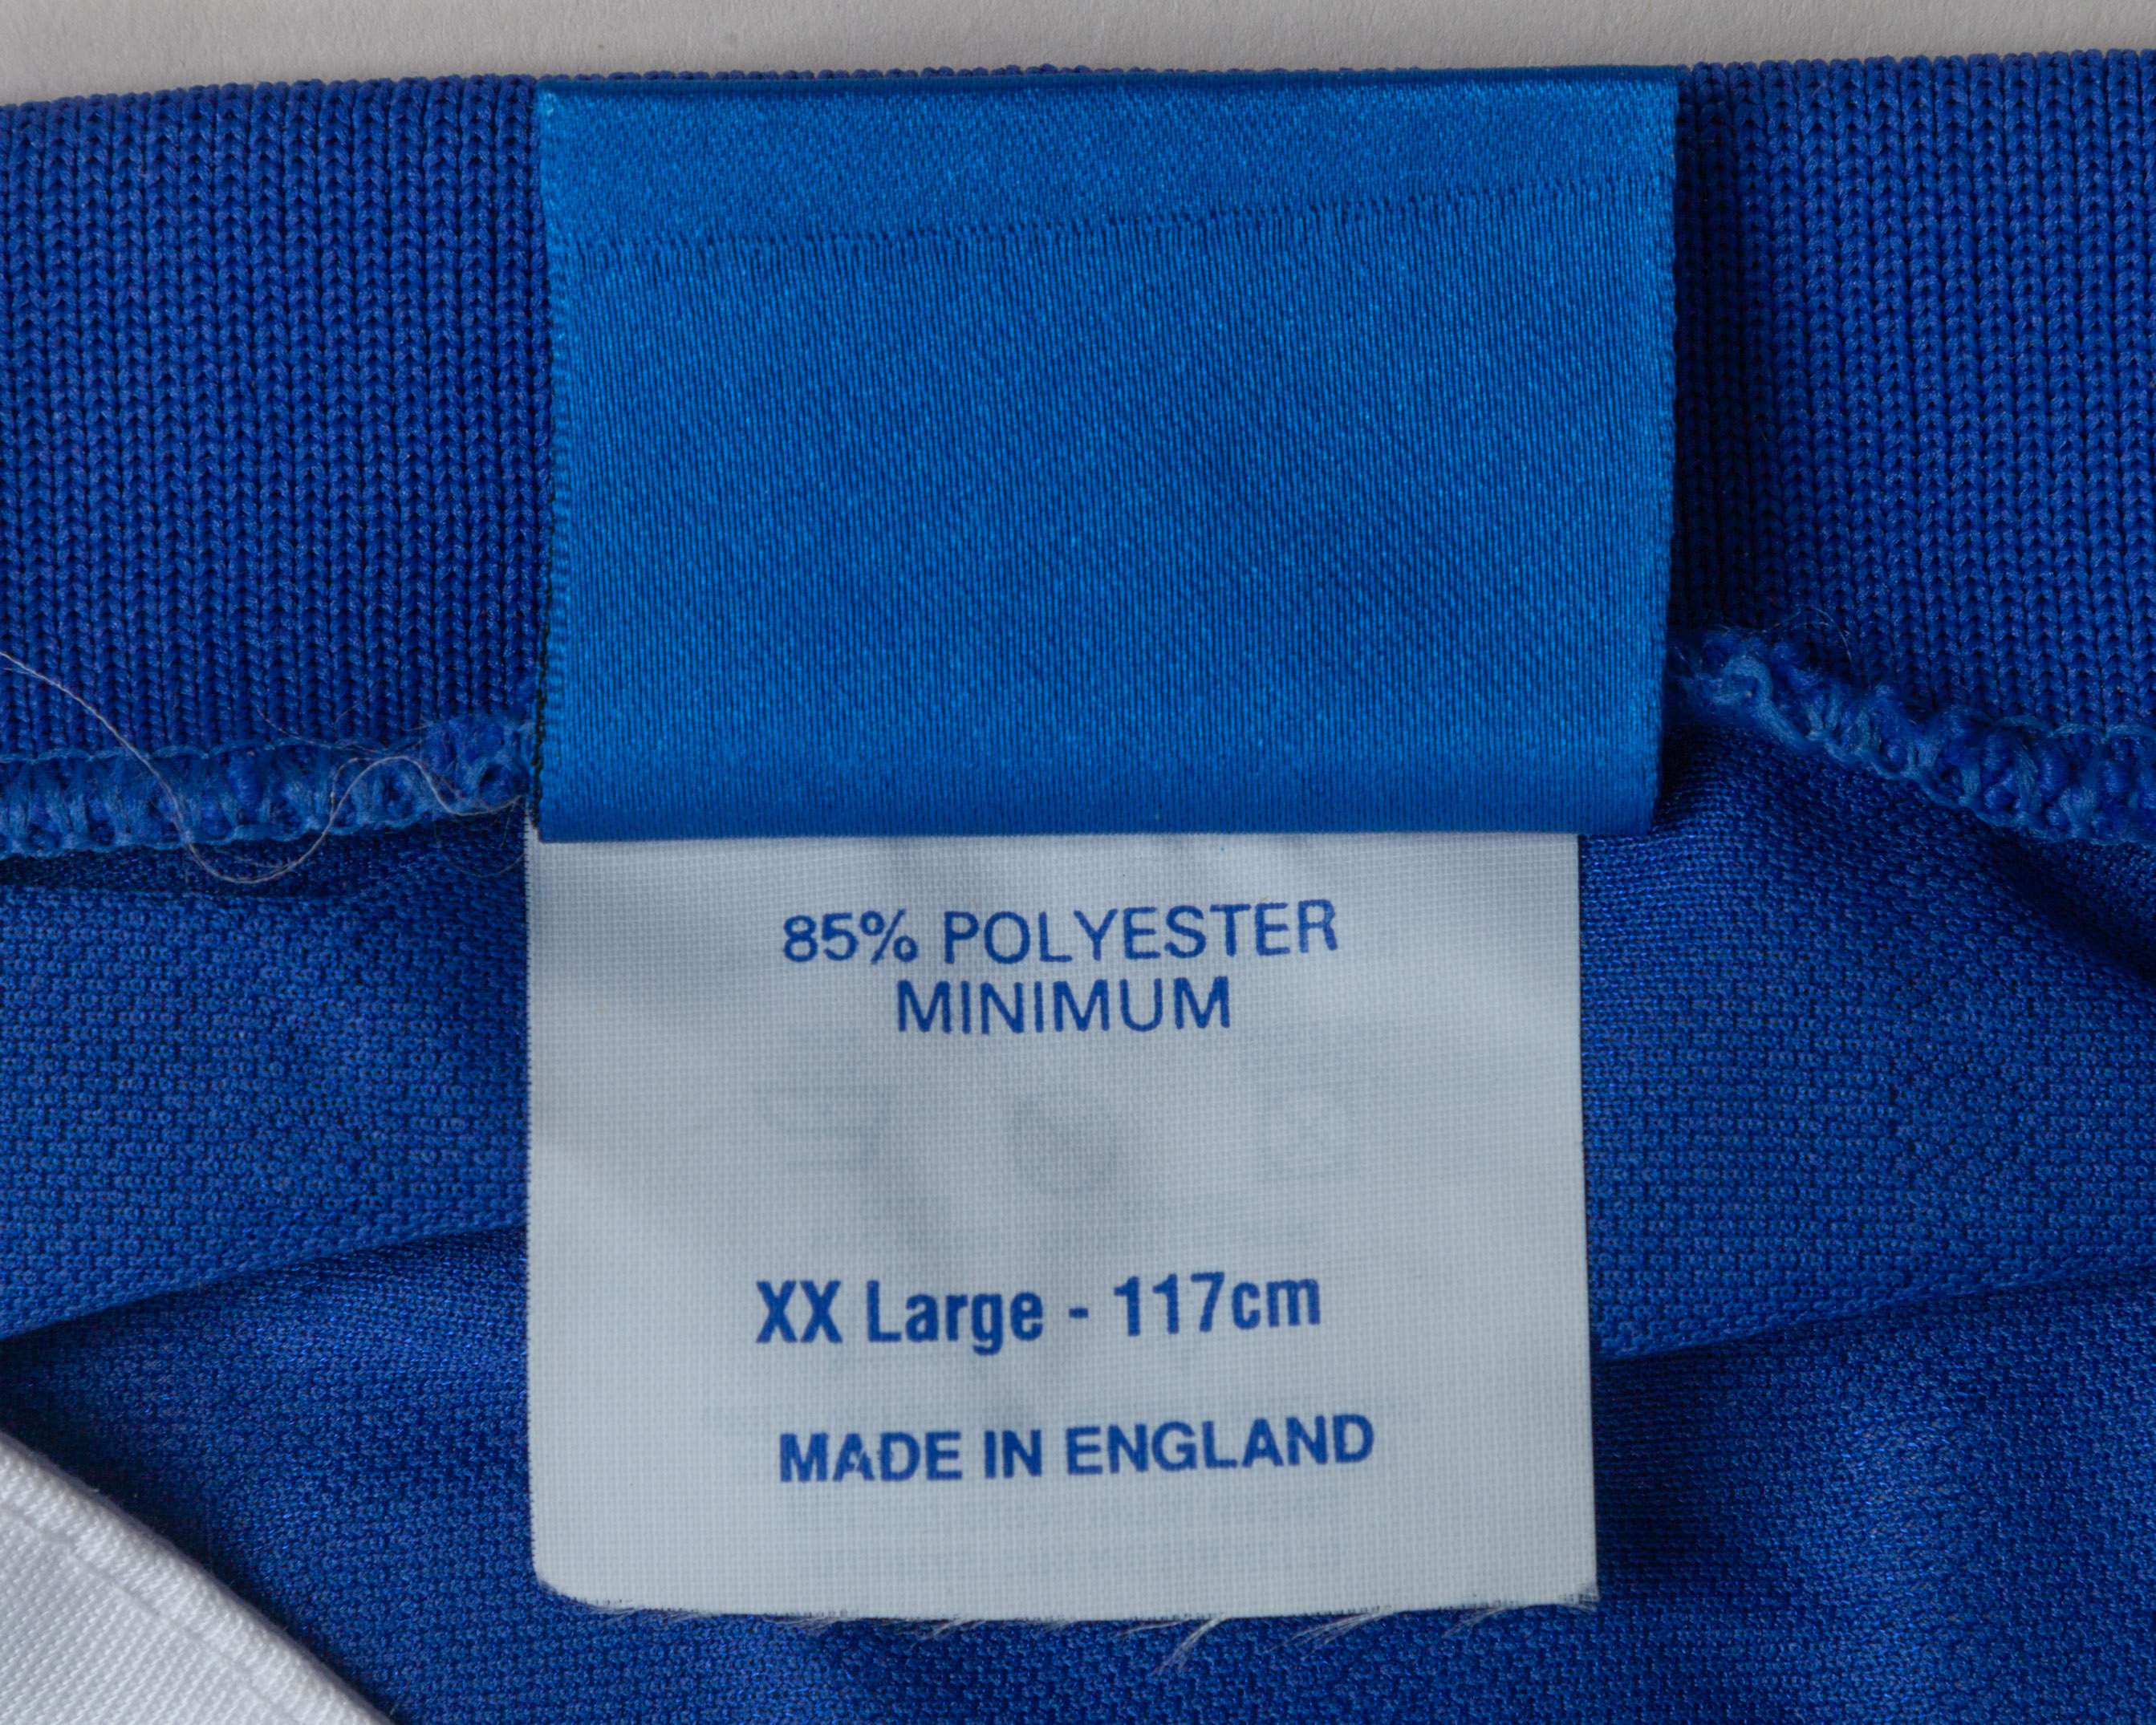 85% POLYESTER
MINIMUM
XX Large - 117cm
MADE IN ENGLAND